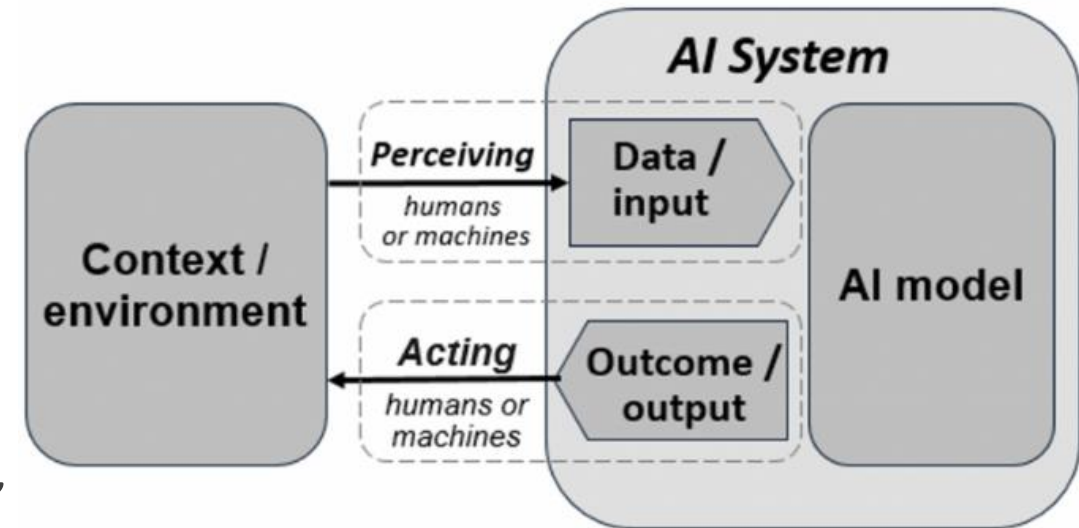 AI System
Perceiving
humans
or machines
Data /
input
Context /
environment
AI model
Acting
humans or
machines
Outcome /
output
,